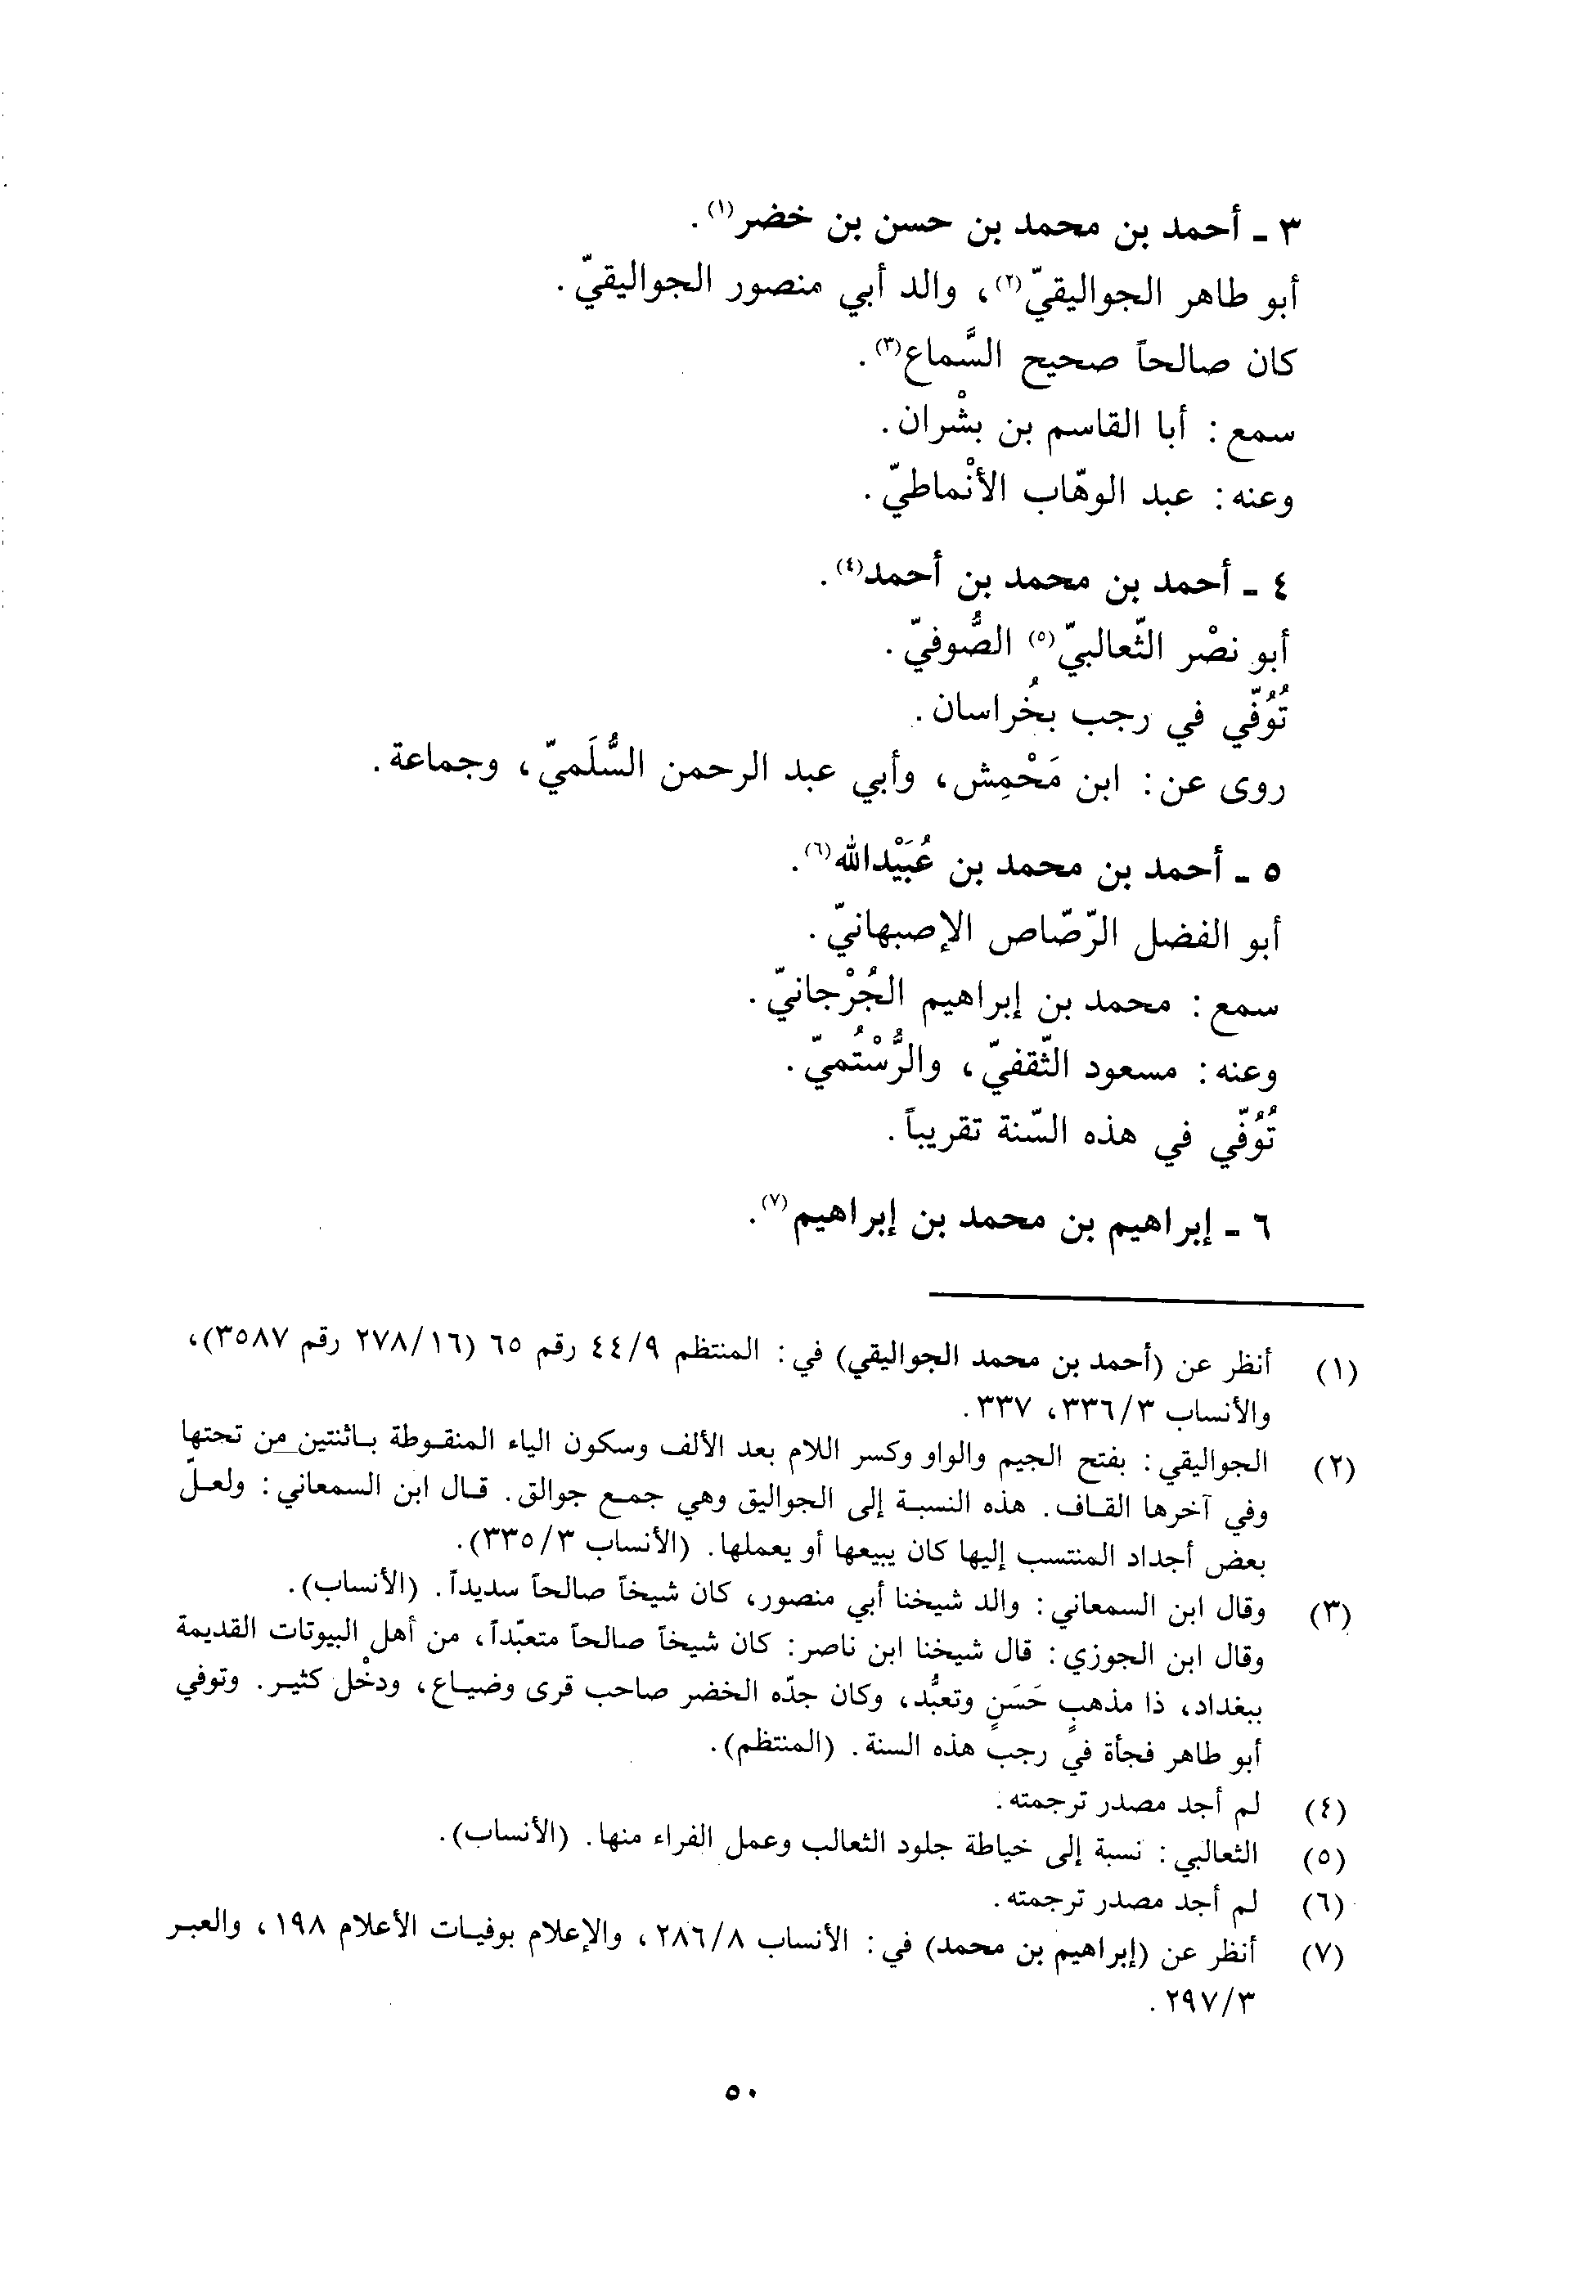 ٣ ـ أحمد بن محمد بن حسن بن خضر(١).
أبو طاهر الجواليقيّ(٢)، والد أبي منصور الجواليقيّ.
كان صالحاً صحيح السَّماع(٣).
سمع: أبا القاسم بن بشْران.
وعنه: عبد الوهّاب الأنْماطيّ.
٤ ـ أحمد بن محمد بن أحمد(٤).
أبو نصْر الثّعالبيّ(٥) الصُّوفيّ.
تُوُفّي في رجب بخُراسان.
روى عن: ابن مَحْمِش، وأبي عبد الرحمن السُّلَميّ، وجماعة.
٥ ـ أحمد بن محمد بن عُبَيْدالله(٦).
أبو الفضل الرّصّاص الإصبهانيّ.
سمع: محمد بن إبراهيم الجُرْجانيّ.
وعنه: مسعود الثّقفيّ، والرُّسْتُميّ.
تُوُفّي في هذه السّنة تقريباً.
٦ ـ إبراهيم بن محمد بن إبراهيم(٧).
(١) أنظر عن (أحمد بن محمد الجواليقي) في: المنتظم ٤٤/٩ رقم ٦٥ (٢٧٨/١٦ رقم ٣٥٨٧)،
والأنساب ٣٣٦/٣، ٣٣٧.
(٢) الجواليقي: بفتح الجيم والواو وكسر اللام بعد الألف وسكون الياء المنقوطة باثنتين من تحتها
وفي آخرها القاف. هذه النسبة إلى الجواليق وهي جمع جوالق. قال ابن السمعاني: ولعلّ
بعض أجداد المنتسب إليها كان يبيعها أو يعملها. (الأنساب ٣٣٥/٣).
(٣) وقال ابن السمعاني: والد شيخنا أبي منصور، كان شيخاً صالحاً سديداً. (الأنساب).
وقال ابن الجوزي: قال شيخنا ابن ناصر: كان شيخاً صالحاً متعبّداً، من أهل البيوتات القديمة
ببغداد، ذا مذهبٍ حَسَنٍ وتعبُّد، وكان جدّه الخضر صاحب قرى وضياع، ودخْل كثير. وتوفي
أبو طاهر فجأة في رجب هذه السنة. (المنتظم).
(٤) لم أجد مصدر ترجمته.
(٥) الثعالبي: نسبة إلى خياطة جلود الثعالب وعمل الفراء منها. (الأنساب).
(٦) لم أجد مصدر ترجمته.
(٧) أنظر عن (إبراهيم بن محمد) في: الأنساب ٢٨٦/٨، والإعلام بوفيات الأعلام ١٩٨، والعبر
٢٩٧/٣.
٥٠